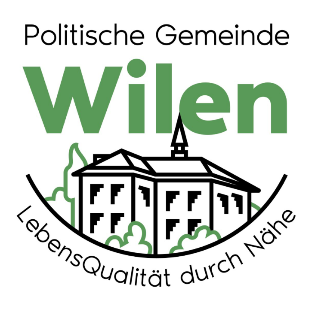 Politische Gemeinde
Wilen
LebensQualität durch Nähe